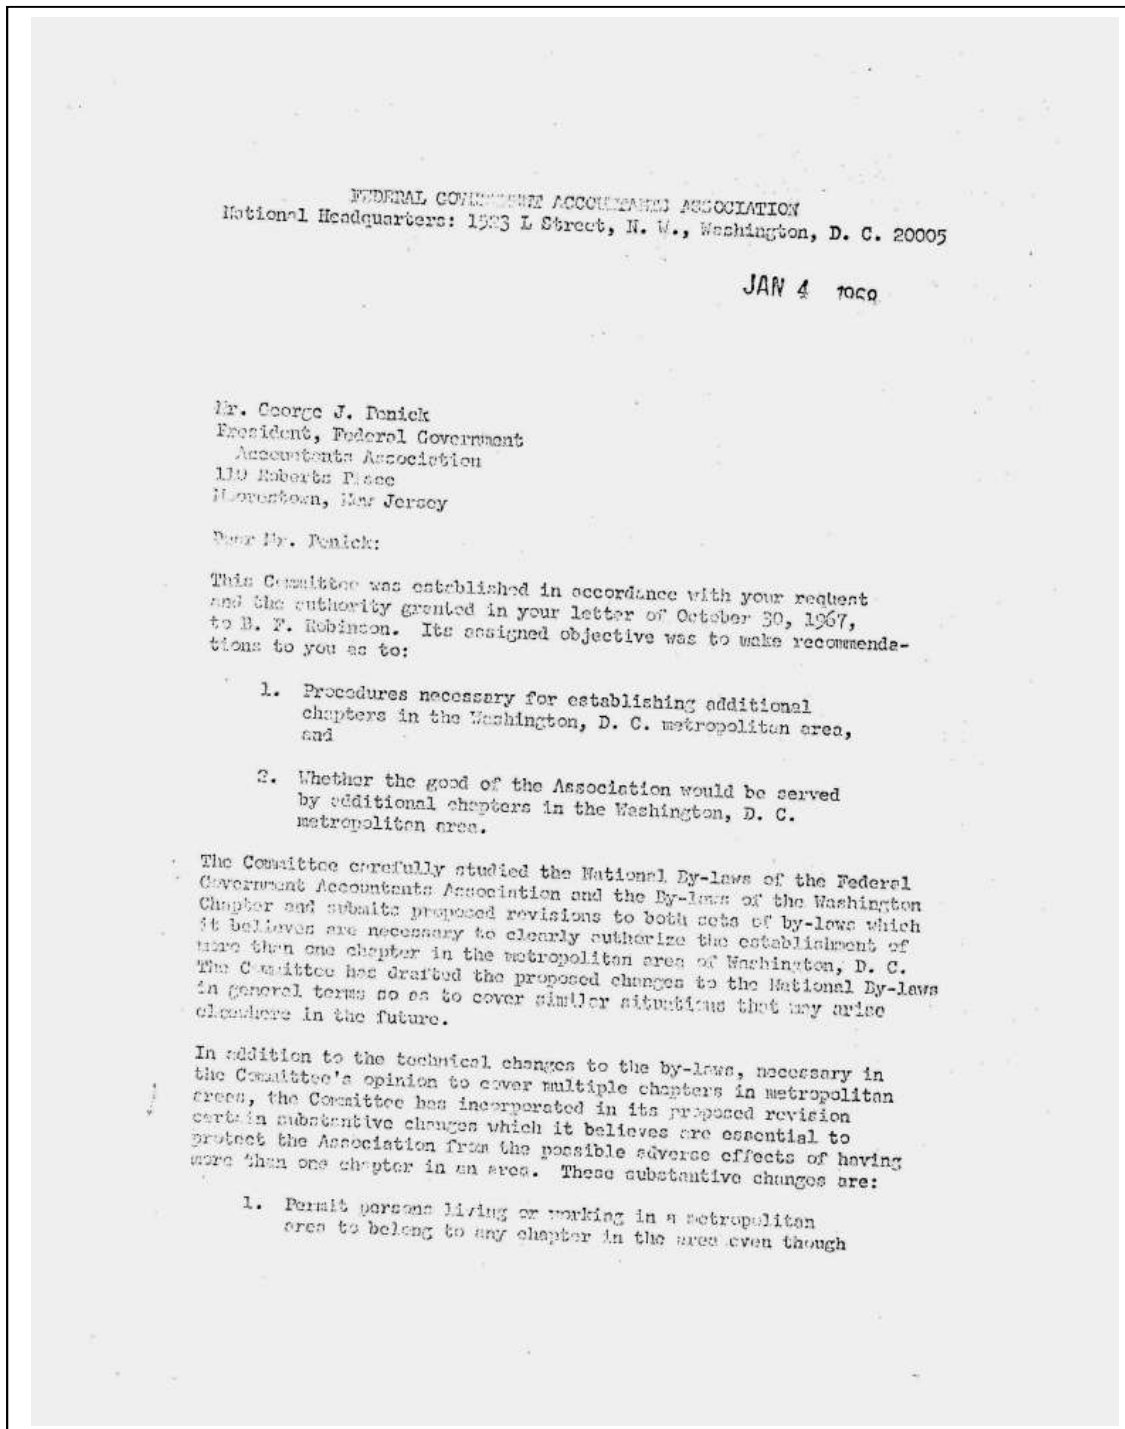 FEDERAL GOVERNMENT ACCOUNTANTS ASSOCIATION
National Headquarters: 1523 L Street, N. W., Washington, D. C. 20005
JAN 4 1968
Mr. George J. Penick
President, Federal Government
Accountants Association
119 Roberts Place
Moorestown, New Jersey
Dear Mr. Penick:
This Committee was established in accordance with your request
and the authority granted in your letter of October 30, 1967,
to B. F. Robinson. Its assigned objective was to make recommenda-
tions to you as to:
1. Procedures necessary for establishing additional
chapters in the Washington, D. C. metropolitan area,
and
2. Whether the good of the Association would be served
by additional chapters in the Washington, D. C.
metropolitan area.
The Committee carefully studied the National By-laws of the Federal
Government Accountants Association and the By-laws of the Washington
Chapter and submits proposed revisions to both sets of by-laws which
it believes are necessary to clearly authorize the establishment of
more than one chapter in the metropolitan area of Washington, D. C.
The Committee has drafted the proposed changes to the National By-laws
in general terms so as to cover similar situations that may arise
elsewhere in the future.
In addition to the technical changes to the by-laws, necessary in
the Committee's opinion to cover multiple chapters in metropolitan
areas, the Committee has incorporated in its proposed revision
certain substantive changes which it believes are essential to
protect the Association from the possible adverse effects of having
more than one chapter in an area. These substantive changes are:
1. Permit persons living or working in a metropolitan
area to belong to any chapter in the area even though